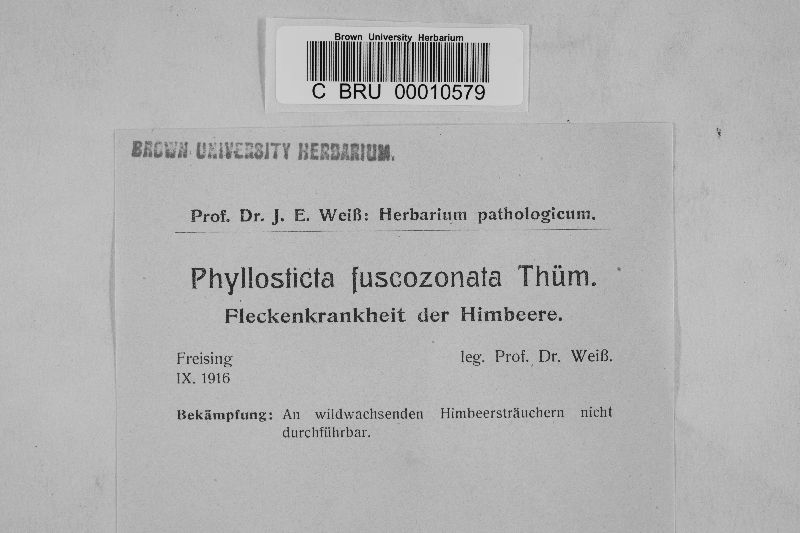 Brown University Herbarium
C BRU 00010579
BROWN UNIVERSITY HERBARIUM.
Prof. Dr. J. E. Weiß: Herbarium pathologicum.
Phyllosticta fuscozonata Thüm.
Fleckenkrankheit der Himbeere.
Freising leg. Prof. Dr. Weiß.
IX. 1916
Bekämpfung: An wildwachsenden Himbeersträuchern nicht
durchführbar.